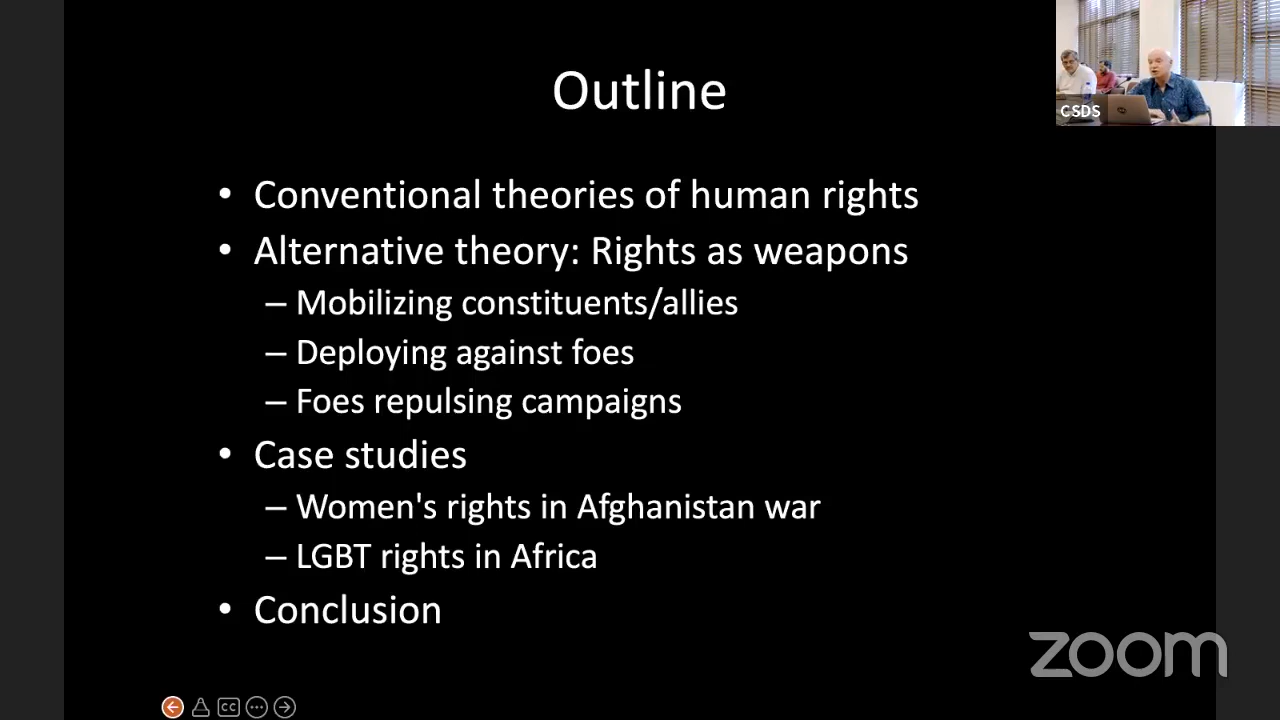 Outline
• Conventional theories of human rights
• Alternative theory: Rights as weapons
– Mobilizing constituents/allies
– Deploying against foes
– Foes repulsing campaigns
• Case studies
– Women's rights in Afghanistan war
– LGBT rights in Africa
• Conclusion
CSDS
zoom
CC